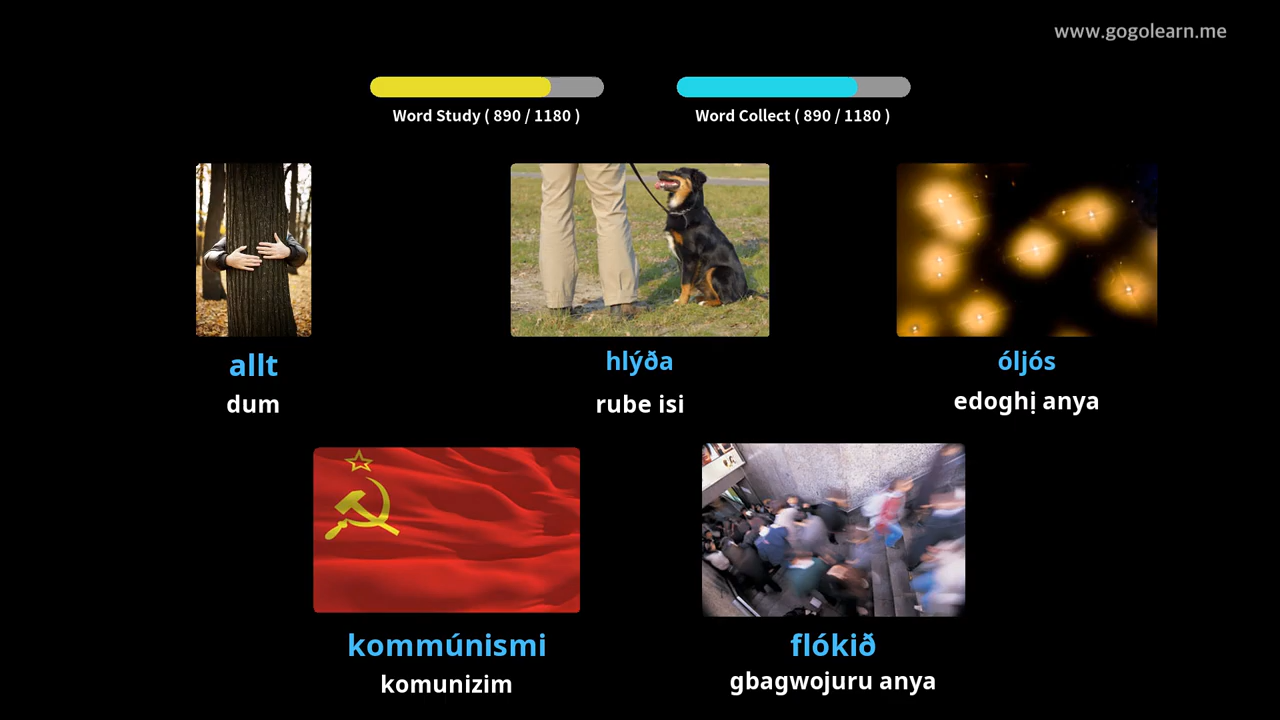 www.gogolearn.me
Word Study ( 890 / 1180 )
Word Collect ( 890 / 1180 )
allt
dum
hlýða
rube isi
óljós
edoghị anya
kommúnismi
komunizim
flókið
gbagwojuru anya